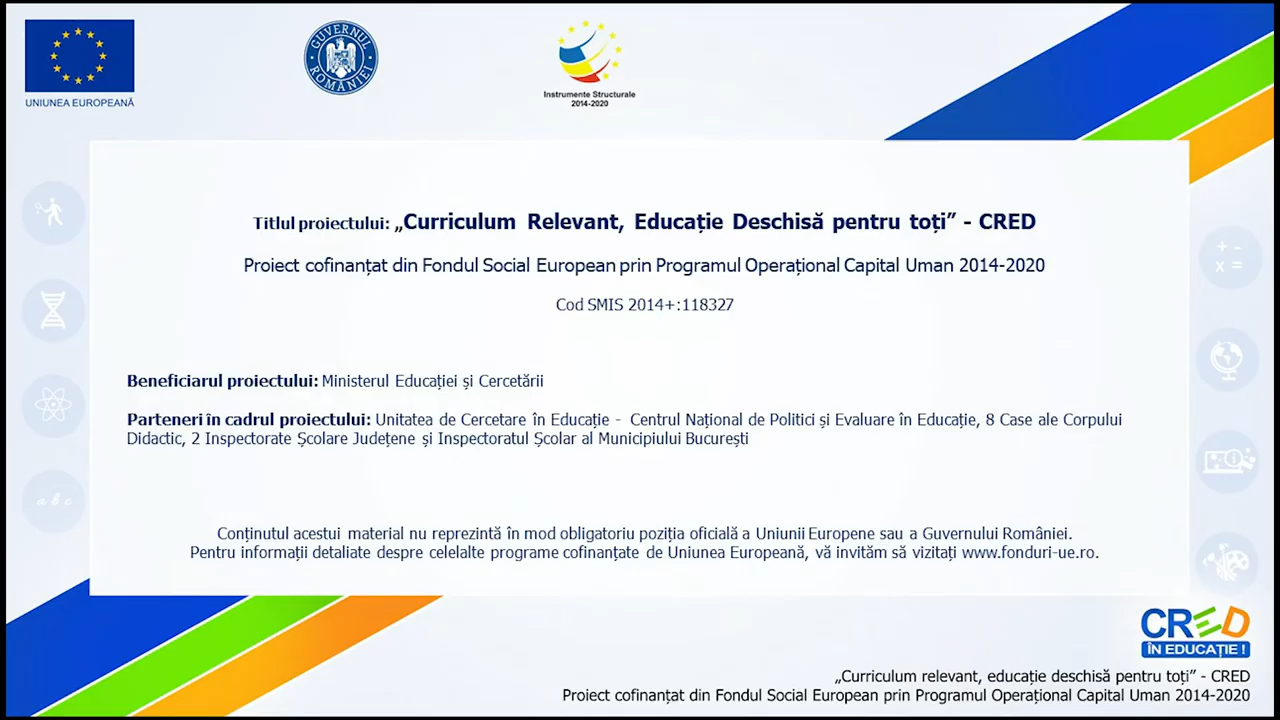 UNIUNEA EUROPEANĂ
GUVERNUL ROMÂNIEI
Instrumente Structurale
2014-2020
Titlul proiectului: „Curriculum Relevant, Educație Deschisă pentru toți” - CRED
Proiect cofinanțat din Fondul Social European prin Programul Operațional Capital Uman 2014-2020
Cod SMIS 2014+:118327
Beneficiarul proiectului: Ministerul Educației și Cercetării
Parteneri în cadrul proiectului: Unitatea de Cercetare în Educație - Centrul Național de Politici și Evaluare în Educație, 8 Case ale Corpului
Didactic, 2 Inspectorate Școlare Județene și Inspectoratul Școlar al Municipiului București
Conținutul acestui material nu reprezintă în mod obligatoriu poziția oficială a Uniunii Europene sau a Guvernului României.
Pentru informații detaliate despre celelalte programe cofinanțate de Uniunea Europeană, vă invităm să vizitați www.fonduri-ue.ro.
a b c
+ -
x =
CRED
ÎN EDUCAȚIE !
„Curriculum relevant, educație deschisă pentru toți” - CRED
Proiect cofinanțat din Fondul Social European prin Programul Operațional Capital Uman 2014-2020